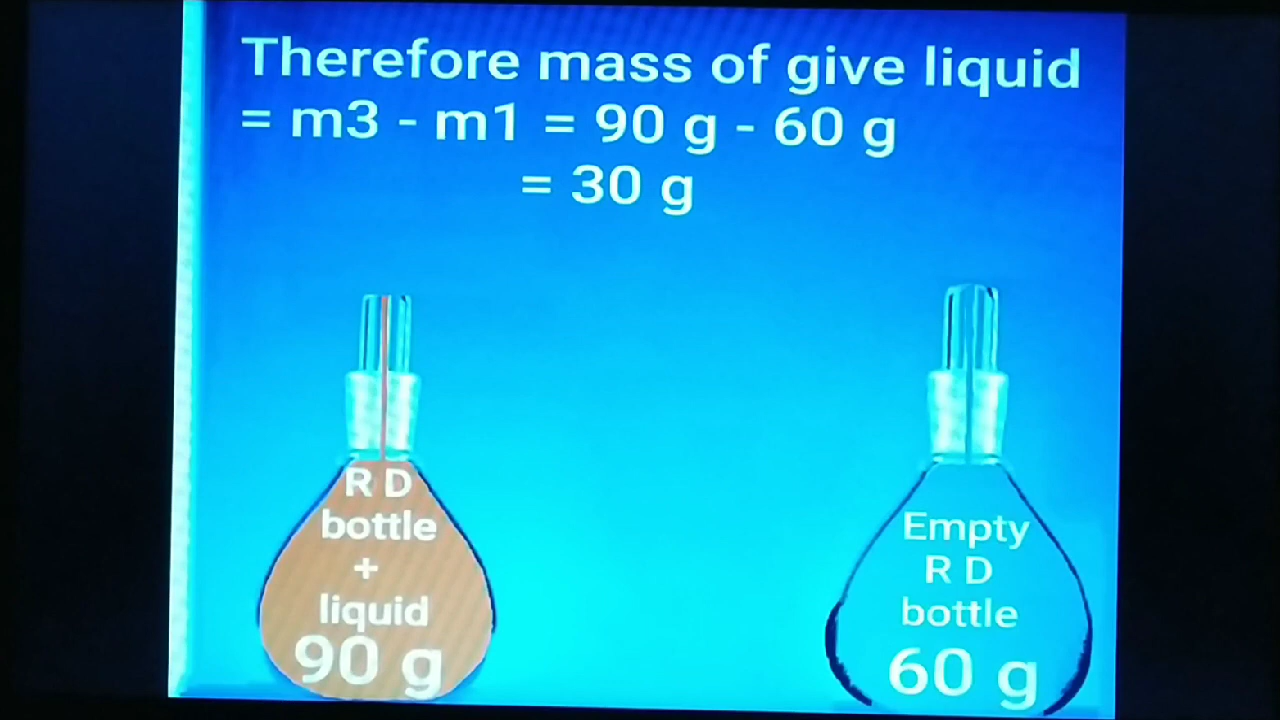 Therefore mass of give liquid
= m3 - m1 = 90 g - 60 g
= 30 g
R D
bottle
+
liquid
90 g
Empty
R D
bottle
60 g